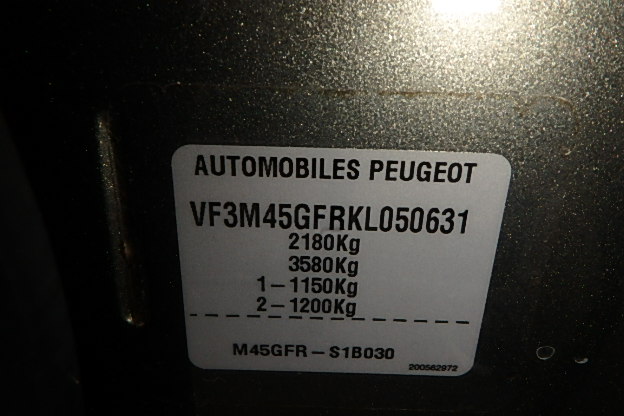 AUTOMOBILES PEUGEOT
VF3M45GFRKL050631
2180Kg
3580Kg
1-1150Kg
2-1200Kg
M45GFR-S1B030
200562972